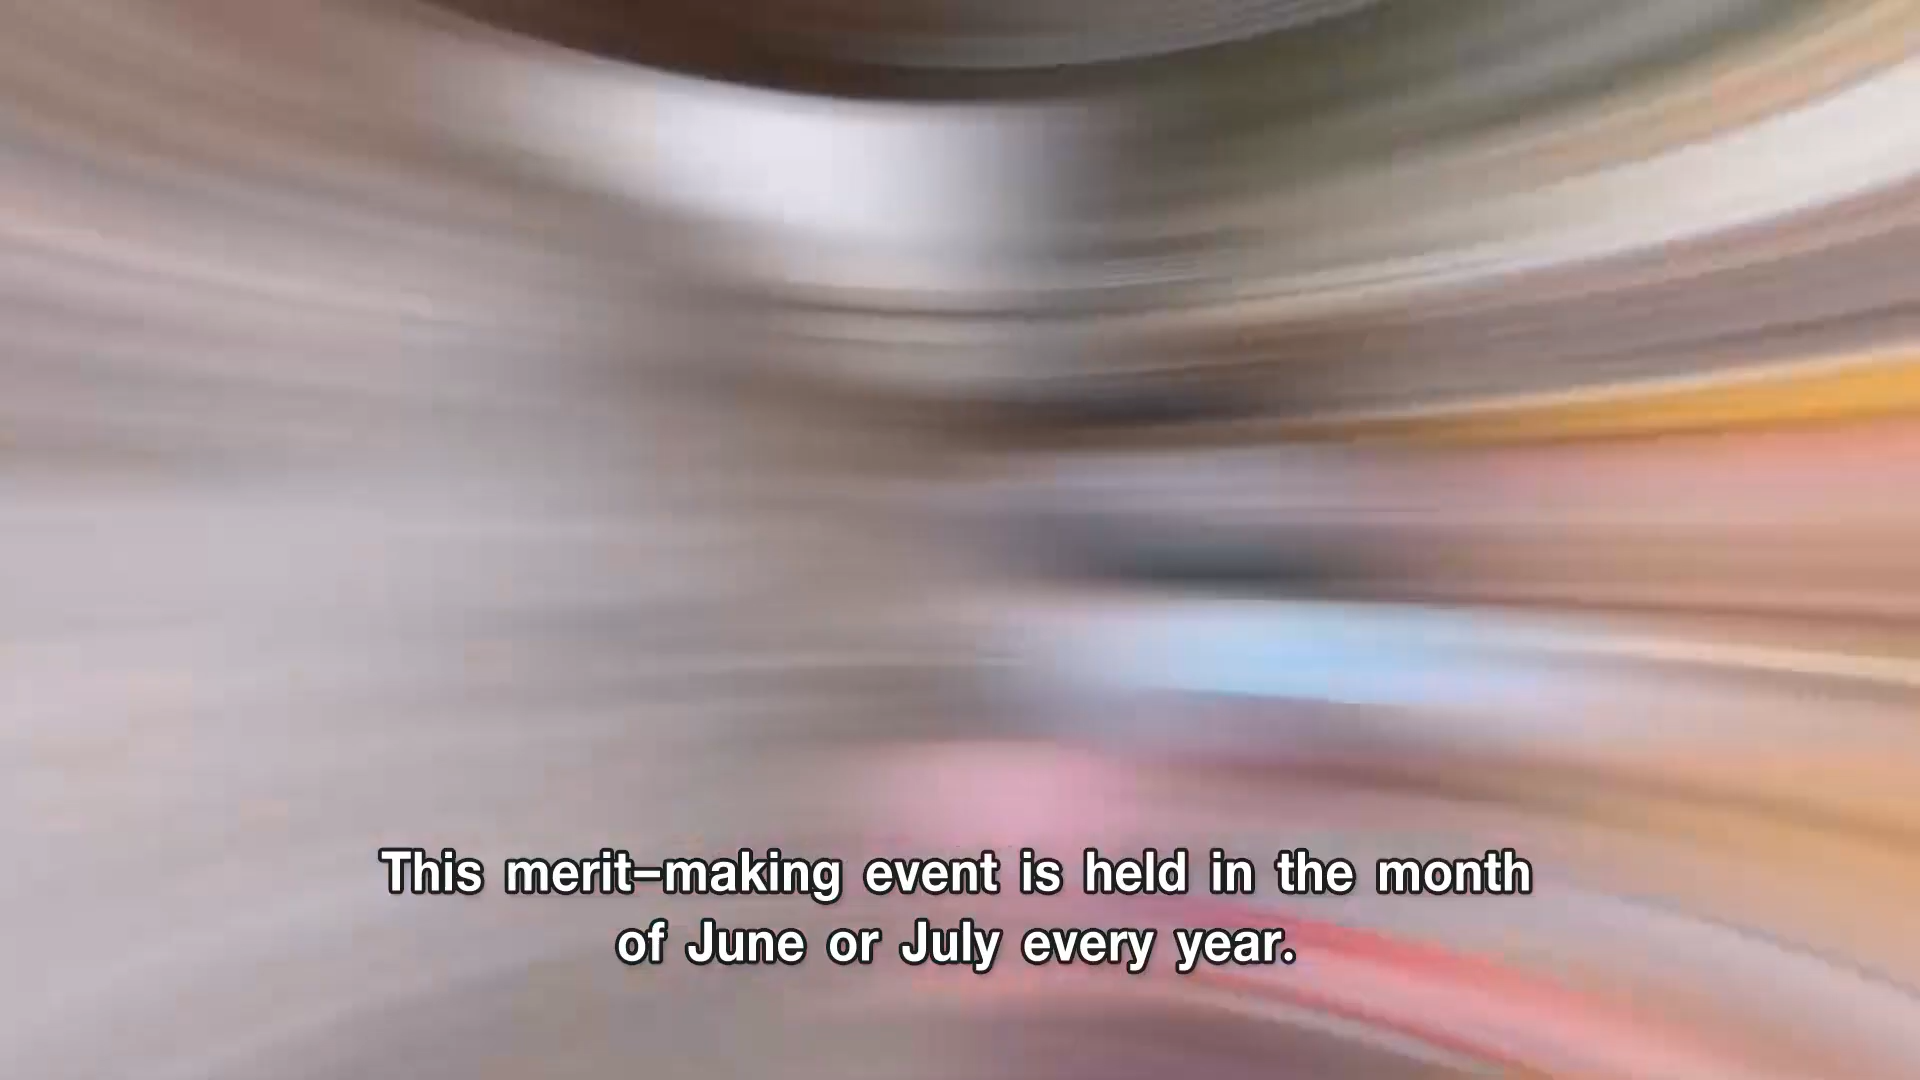 This merit-making event is held in the month
of June or July every year.